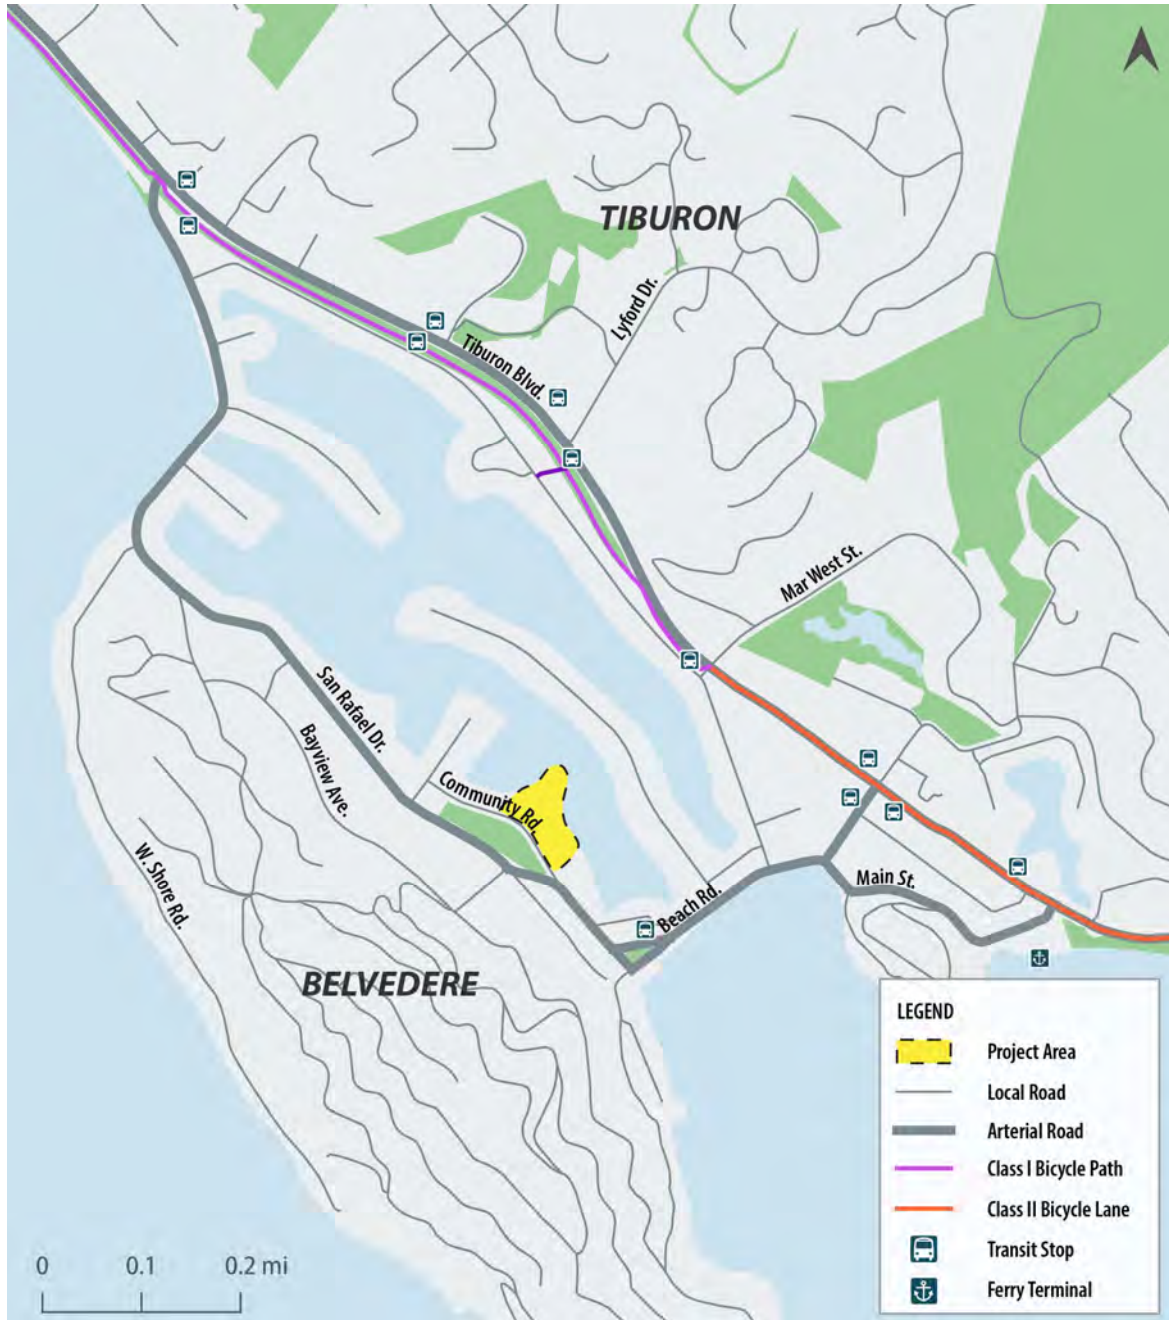 TIBURON
Lyford Dr.
Tiburon Blvd.
Mar West St.
San Rafael Dr.
Bayview Ave.
Community Rd.
W. Shore Rd.
Main St.
Beach Rd.
BELVEDERE
LEGEND
Project Area
Local Road
Arterial Road
Class I Bicycle Path
Class II Bicycle Lane
Transit Stop
Ferry Terminal
0 0.1 0.2 mi